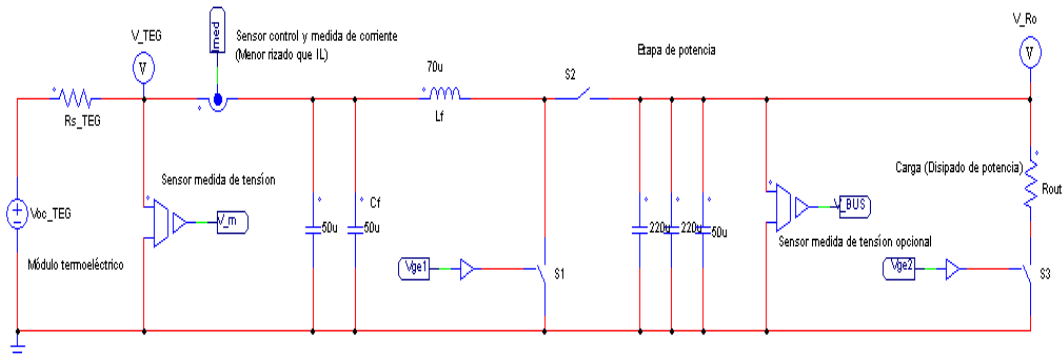 V_TEG
Imed
Sensor control y medida de corriente
(Menor rizado que IL)
Etapa de potencia
V_Ro
V
V
70u
S2
Rs_TEG
Lf
Sensor medida de tensíon
Carga (Disipado de potencia)
Rout
Voc_TEG
V_m
Cf
50u
50u
220u
220u
50u
V_BUS
Sensor medida de tensíon opcional
Módulo termoeléctrico
Vge1
S1
Vge2
S3